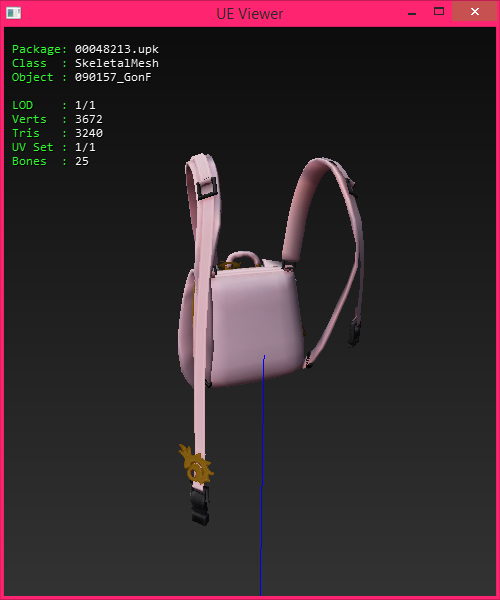 UE Viewer
Package: 00048213.upk
Class : SkeletalMesh
Object : 090157_GonF
LOD : 1/1
Verts : 3672
Tris : 3240
UV Set : 1/1
Bones : 25